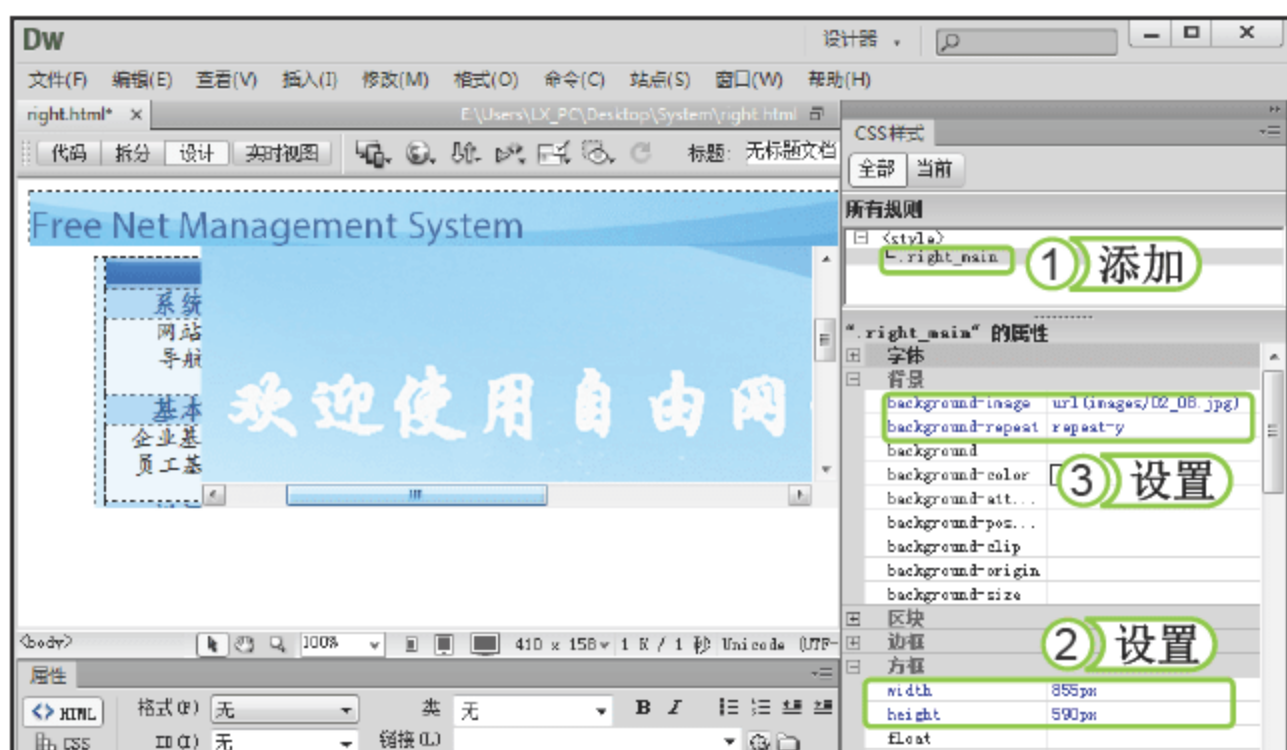 Dw
设计器
文件(F) 编辑(E) 查看(V) 插入(I) 修改(M) 格式(O) 命令(C) 站点(S) 窗口(W) 帮助(H)
right.html* E:\Users\LX_PC\Desktop\System\right.html
代码 拆分 设计 实时视图 标题: 无标题文档
Free Net Management System
系统
网站
导航
基本
企业基
员工基
欢迎使用自由网
<body> 100% 410 x 158 1 K / 1 秒 Unicode (UTF-
属性
<> HTML 格式(F) 无 类 无 B I
CSS ID(I) 无 链接(L)
CSS样式
全部 当前
所有规则
<style>
.right_main
① 添加
".right_main" 的属性
字体
背景
background-image url(images/02_08.jpg)
background-repeat repeat-y
background
background-color
③ 设置
background-att...
background-pos...
background-clip
background-origin
background-size
区块
边框
② 设置
方框
width 855px
height 590px
float